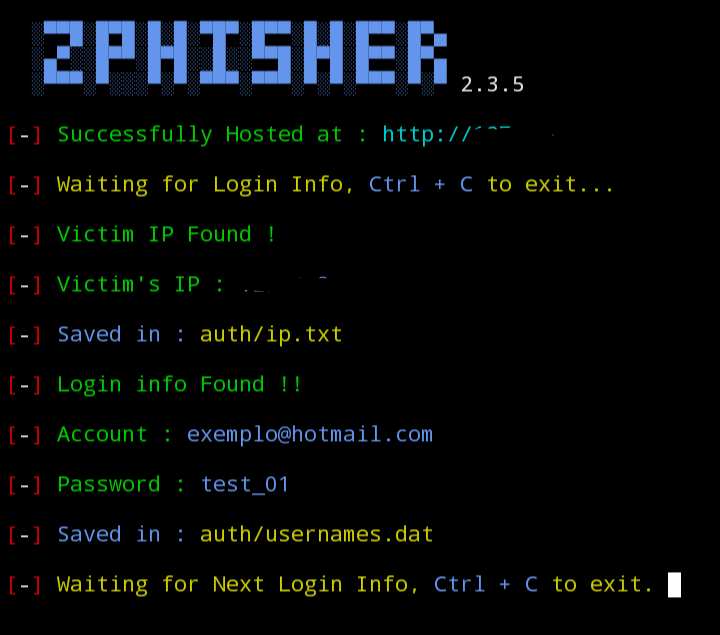 ZPHISHER
2.3.5
[-] Successfully Hosted at : http://
[-] Waiting for Login Info, Ctrl + C to exit...
[-] Victim IP Found !
[-] Victim's IP :
[-] Saved in : auth/ip.txt
[-] Login info Found !!
[-] Account : exemplo@hotmail.com
[-] Password : test_01
[-] Saved in : auth/usernames.dat
[-] Waiting for Next Login Info, Ctrl + C to exit.